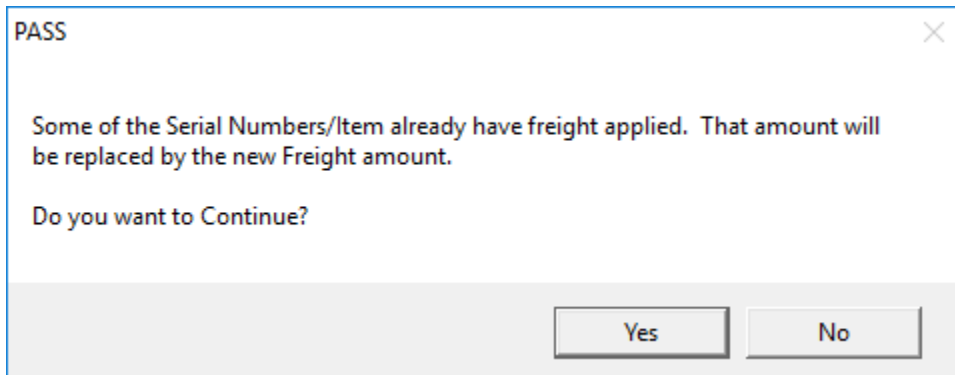 PASS
Some of the Serial Numbers/Item already have freight applied.  That amount will
be replaced by the new Freight amount.
Do you want to Continue?
Yes
No